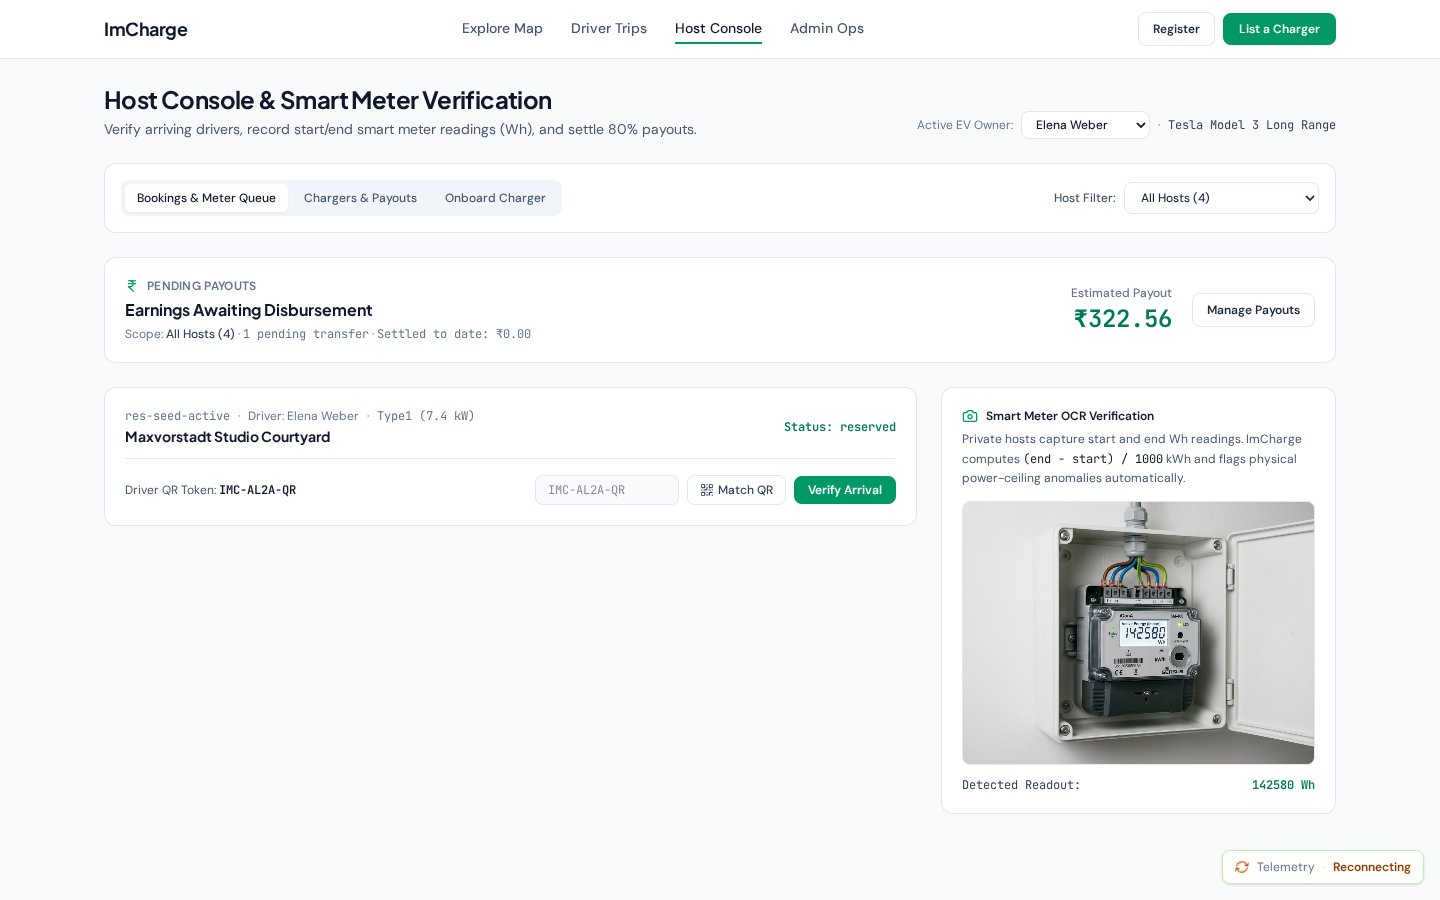 ImCharge
Explore Map
Driver Trips
Host Console
Admin Ops
Register
List a Charger
Host Console & Smart Meter Verification
Verify arriving drivers, record start/end smart meter readings (Wh), and settle 80% payouts.
Active EV Owner:
Elena Weber
· Tesla Model 3 Long Range
Bookings & Meter Queue
Chargers & Payouts
Onboard Charger
Host Filter:
All Hosts (4)
₹ PENDING PAYOUTS
Earnings Awaiting Disbursement
Scope: All Hosts (4) · 1 pending transfer · Settled to date: ₹0.00
Estimated Payout
₹322.56
Manage Payouts
res-seed-active · Driver: Elena Weber · Type1 (7.4 kW)
Maxvorstadt Studio Courtyard
Status: reserved
Driver QR Token: IMC-AL2A-QR
IMC-AL2A-QR
Match QR
Verify Arrival
Smart Meter OCR Verification
Private hosts capture start and end Wh readings. ImCharge
computes (end - start) / 1000 kWh and flags physical
power-ceiling anomalies automatically.
142580
Wh
kWh
CE
Detected Readout:
142580 Wh
Telemetry · Reconnecting